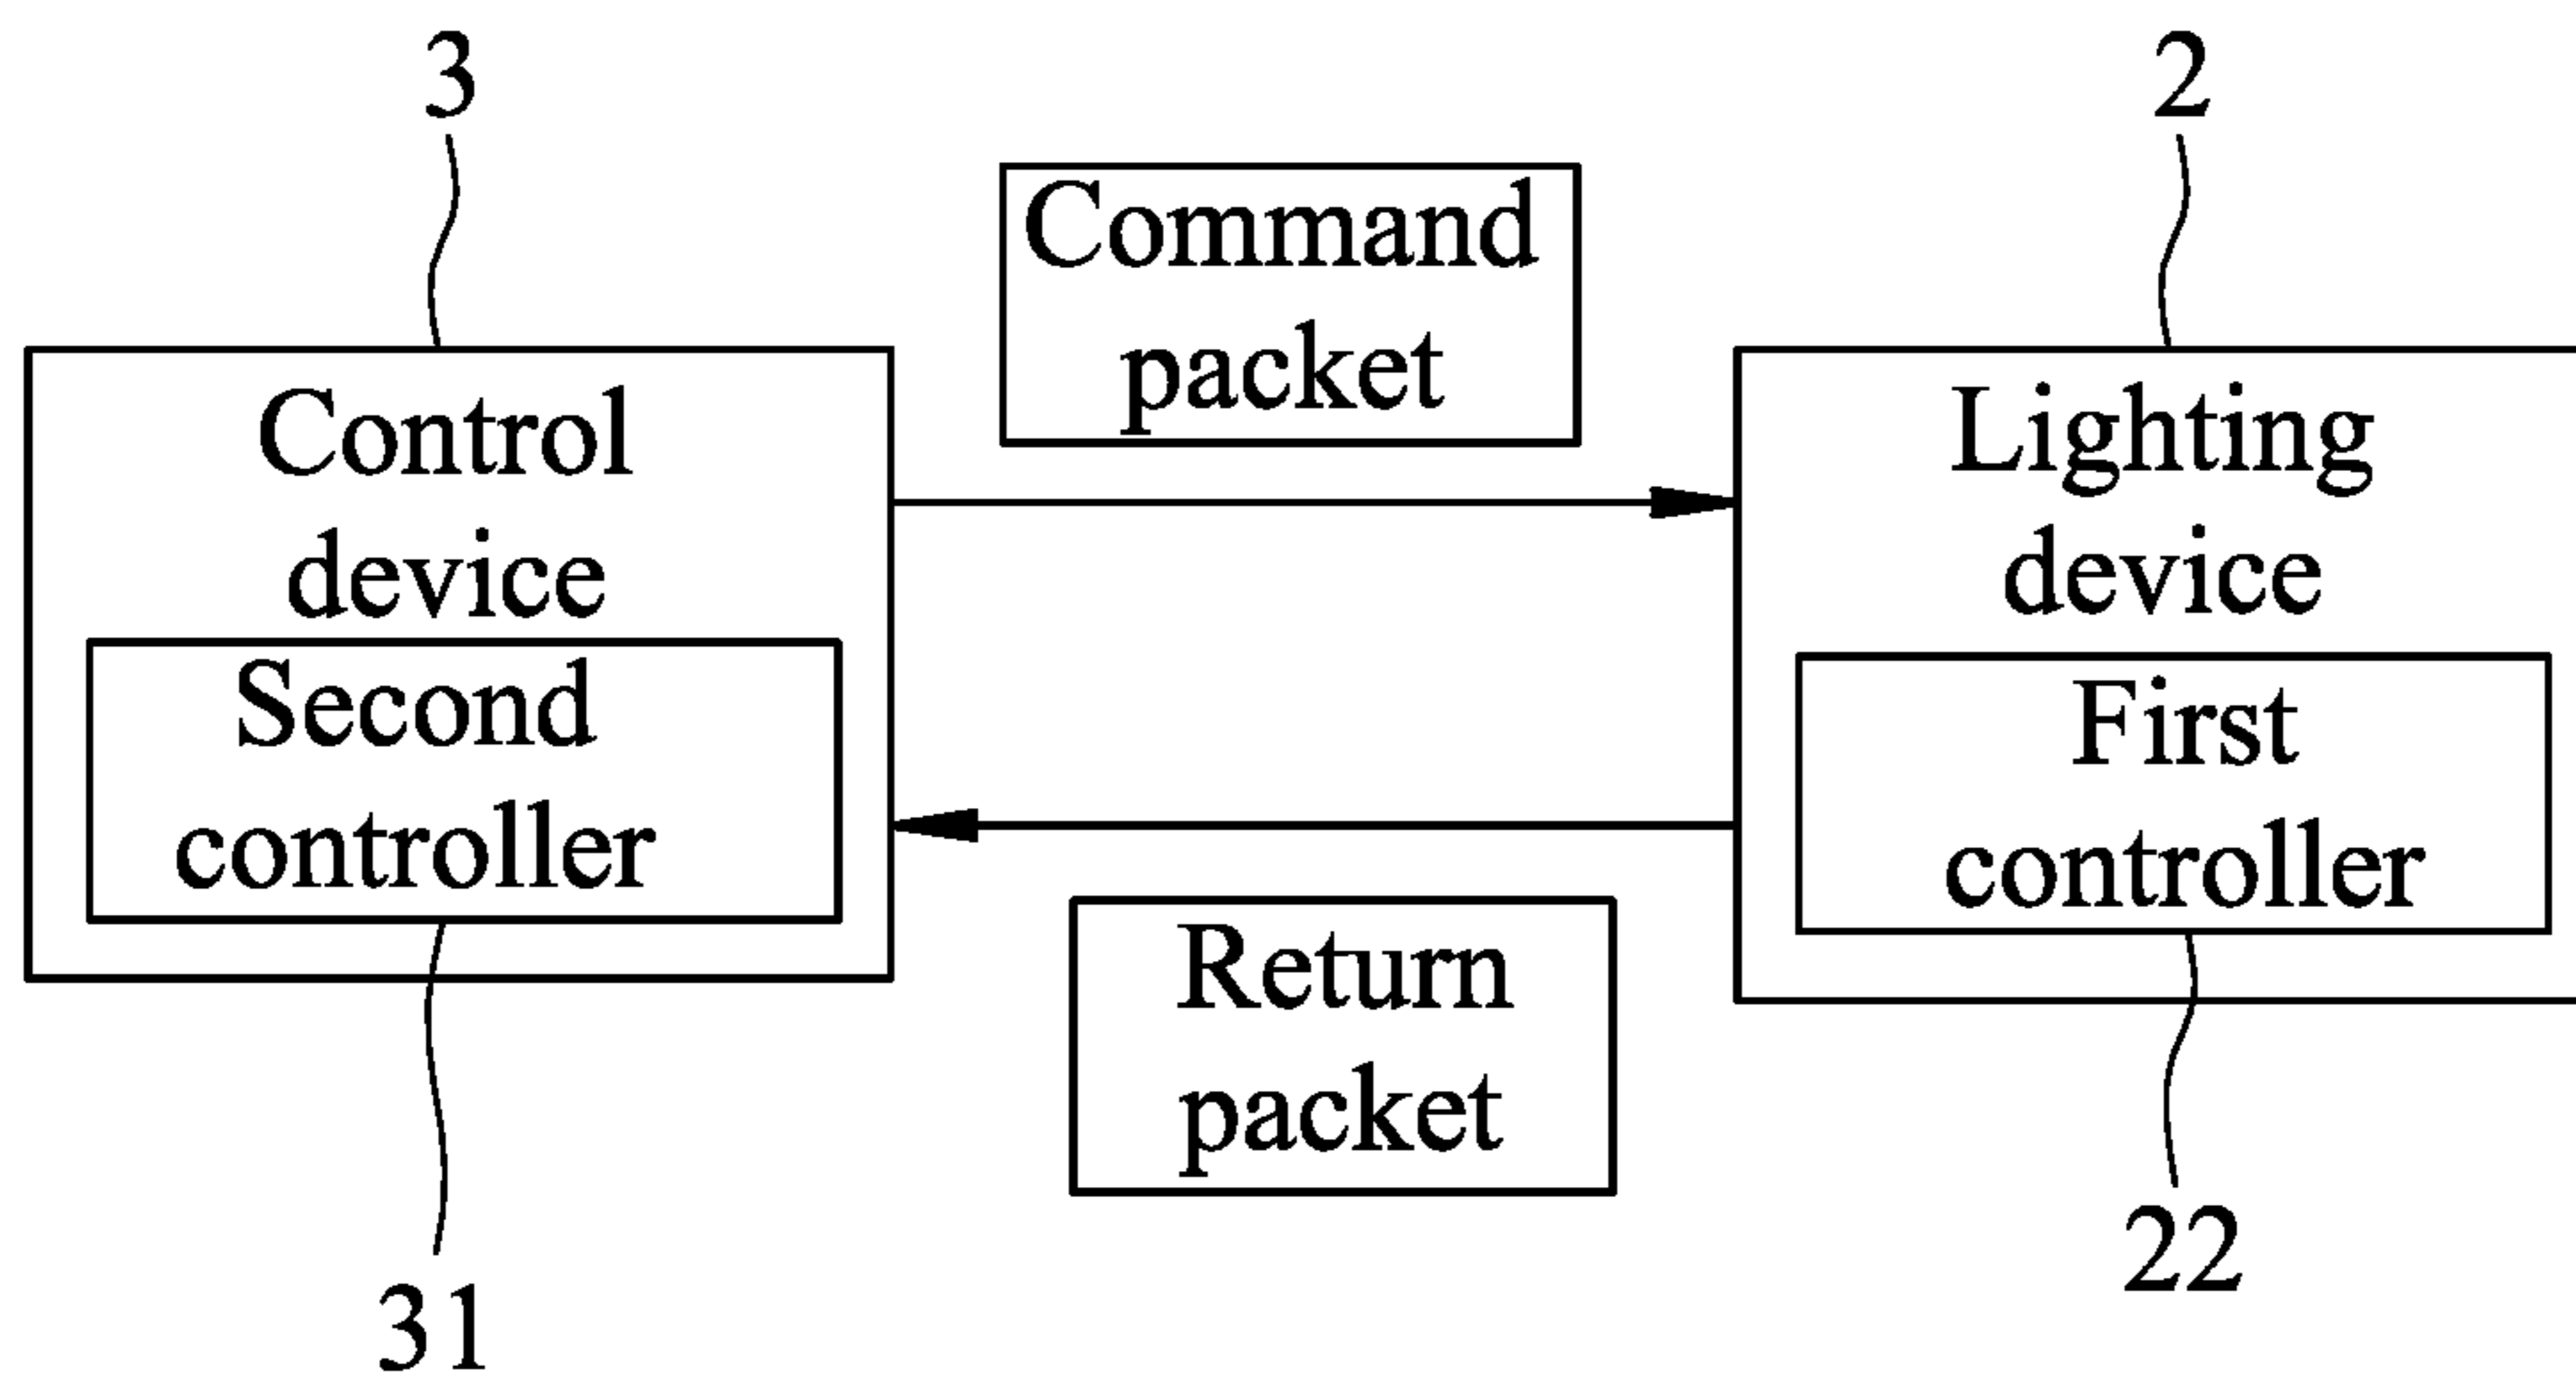 3
2
Command
packet
Control
device
Lighting
device
Second
controller
First
controller
Return
packet
31
22